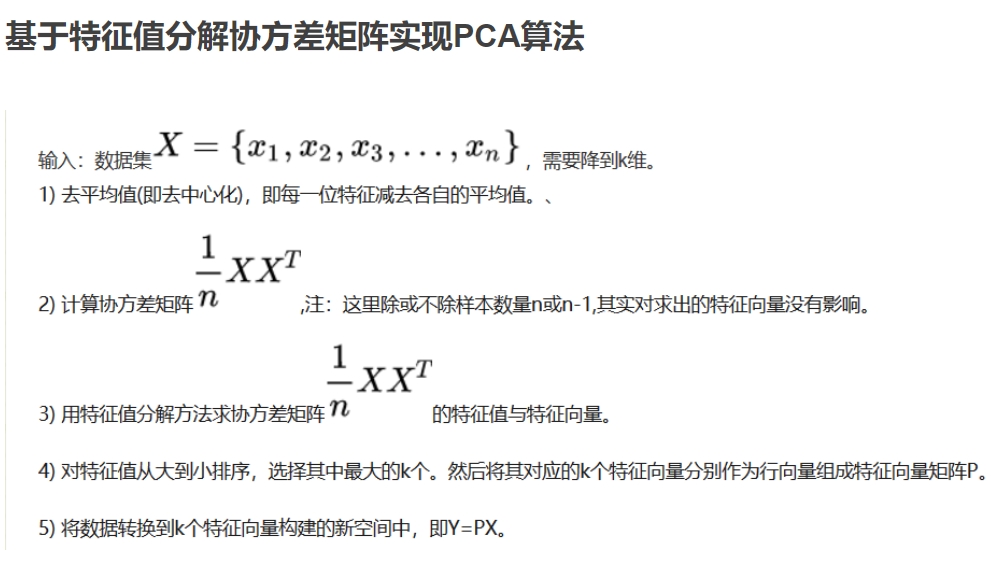 基于特征值分解协方差矩阵实现PCA算法
输入：数据集 X = {x₁, x₂, x₃, . . . , xₙ} ，需要降到k维。
1) 去平均值(即去中心化)，即每一位特征减去各自的平均值。、
2) 计算协方差矩阵 \frac{1}{n}XX^T ,注：这里除或不除样本数量n或n-1,其实对求出的特征向量没有影响。
3) 用特征值分解方法求协方差矩阵 \frac{1}{n}XX^T 的特征值与特征向量。
4) 对特征值从大到小排序，选择其中最大的k个。然后将其对应的k个特征向量分别作为行向量组成特征向量矩阵P。
5) 将数据转换到k个特征向量构建的新空间中，即Y=PX。